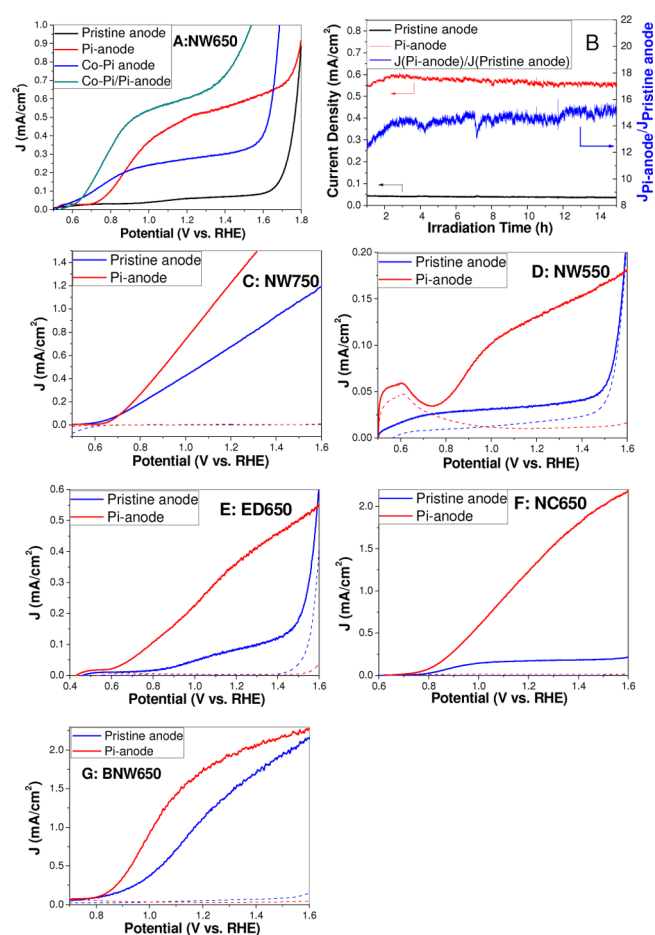 Pristine anode
Pi-anode
Co-Pi anode
Co-Pi/Pi-anode
A:NW650
J (mA/cm²)
1.0
0.9
0.8
0.7
0.6
0.5
0.4
0.3
0.2
0.1
0.0
0.6 0.8 1.0 1.2 1.4 1.6 1.8
Potential (V vs. RHE)
Pristine anode
Pi-anode
J(Pi-anode)/J(Pristine anode)
B
Current Density (mA/cm²)
0.8
0.7
0.6
0.5
0.4
0.3
0.2
0.1
0.0
2 4 6 8 10 12 14
Irradiation Time (h)
22
20
18
16
14
12
10
8
JPi-anode/JPristine anode
Pristine anode
Pi-anode
C: NW750
J (mA/cm²)
1.4
1.2
1.0
0.8
0.6
0.4
0.2
0.0
0.6 0.8 1.0 1.2 1.4 1.6
Potential (V vs. RHE)
Pristine anode
Pi-anode
D: NW550
J (mA/cm²)
0.20
0.15
0.10
0.05
0.00
0.6 0.8 1.0 1.2 1.4 1.6
Potential (V vs. RHE)
Pristine anode
Pi-anode
E: ED650
J (mA/cm²)
0.6
0.5
0.4
0.3
0.2
0.1
0.0
0.4 0.6 0.8 1.0 1.2 1.4 1.6
Potential (V vs. RHE)
Pristine anode
Pi-anode
F: NC650
J (mA/cm²)
2.0
1.5
1.0
0.5
0.0
0.6 0.8 1.0 1.2 1.4 1.6
Potential (V vs. RHE)
Pristine anode
Pi-anode
G: BNW650
J (mA/cm²)
2.0
1.5
1.0
0.5
0.0
0.8 1.0 1.2 1.4 1.6
Potential (V vs. RHE)